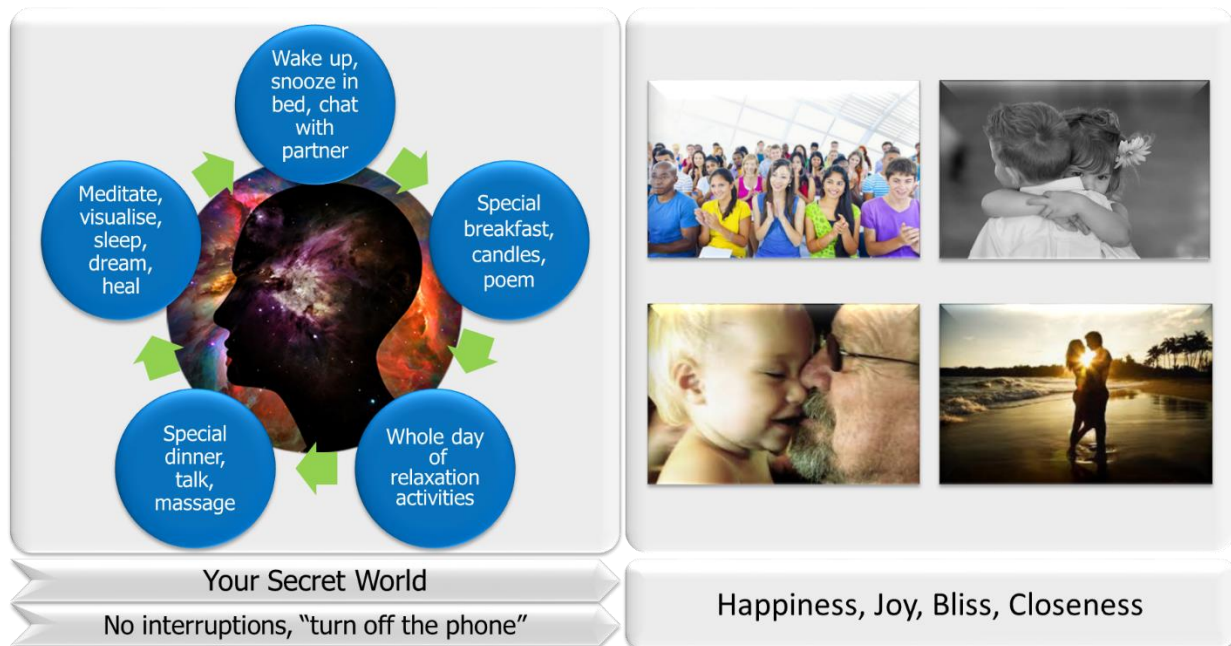 Wake up,
snooze in
bed, chat
with
partner
Special
breakfast,
candles,
poem
Whole day
of
relaxation
activities
Special
dinner,
talk,
massage
Meditate,
visualise,
sleep,
dream,
heal
Your Secret World
No interruptions, “turn off the phone”
Happiness, Joy, Bliss, Closeness